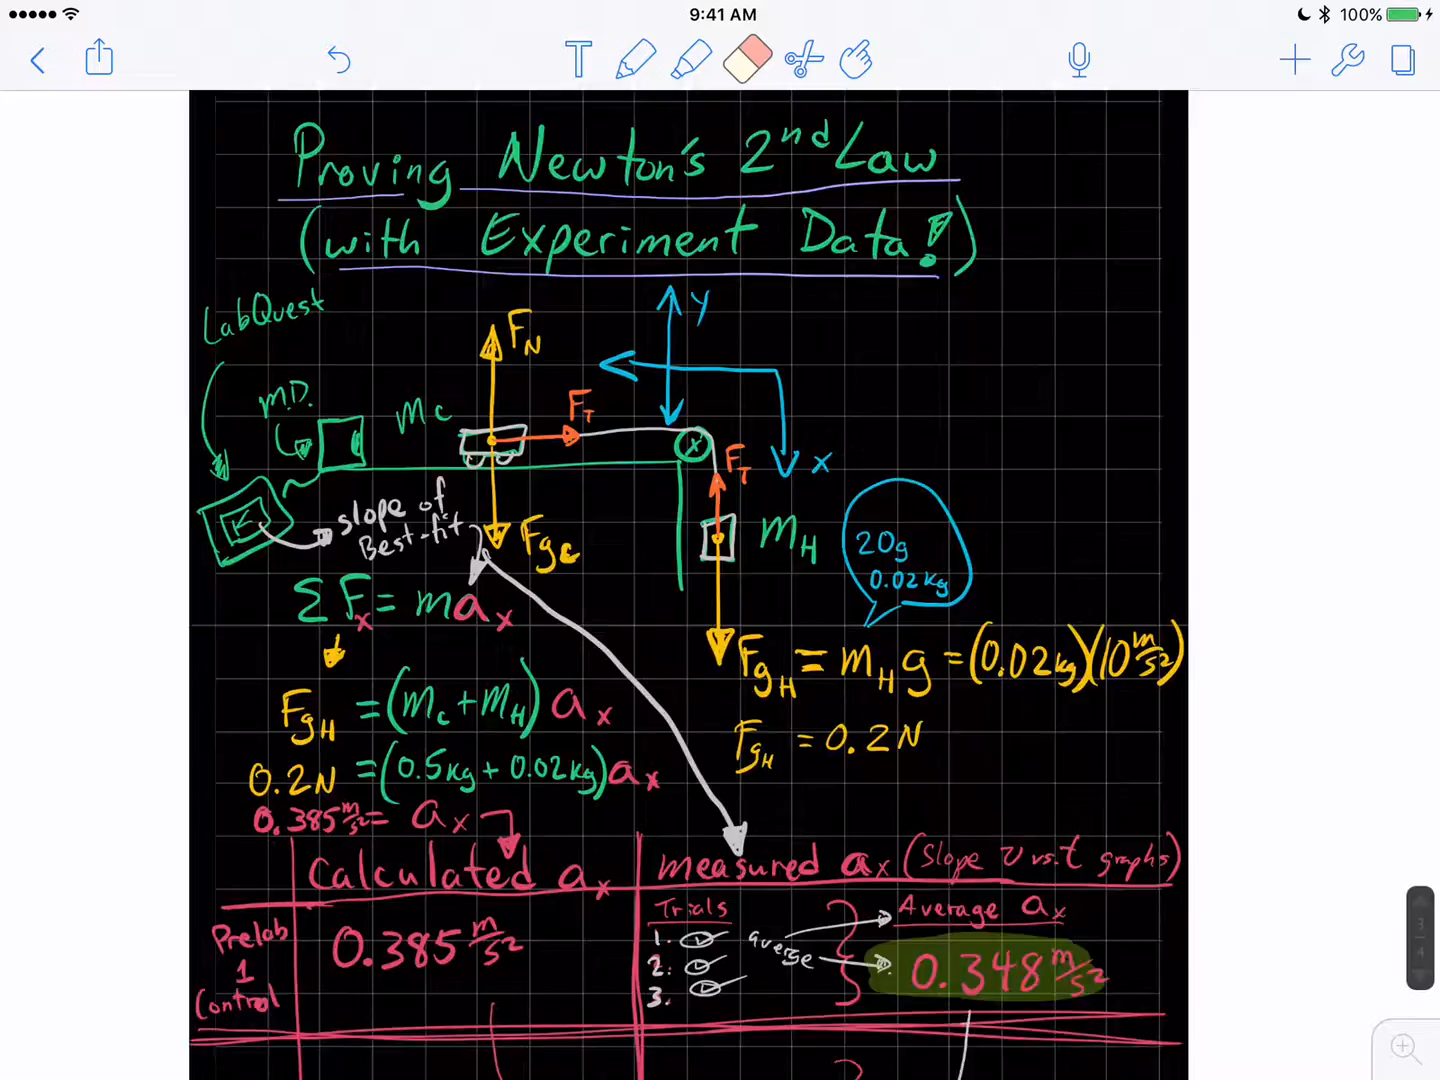 9:41 AM
100%
T
Proving Newton's 2nd Law
(with Experiment Data!)
LabQuest
M.D.
mc
FN
FT
Fgc
y
x
FT
mH
20g
0.02kg
slope of
Best-fit
ΣFx = max
FgH = mHg = (0.02kg)(10 m/s²)
FgH = 0.2N
FgH = (mc + mH) ax
0.2N = (0.5kg + 0.02kg) ax
0.385 m/s² = ax
Calculated ax
measured ax (slope v vs. t graphs)
Prelab
1
Control
0.385 m/s²
Trials
1.
2.
3.
averge
Average ax
0.348 m/s²
3
4